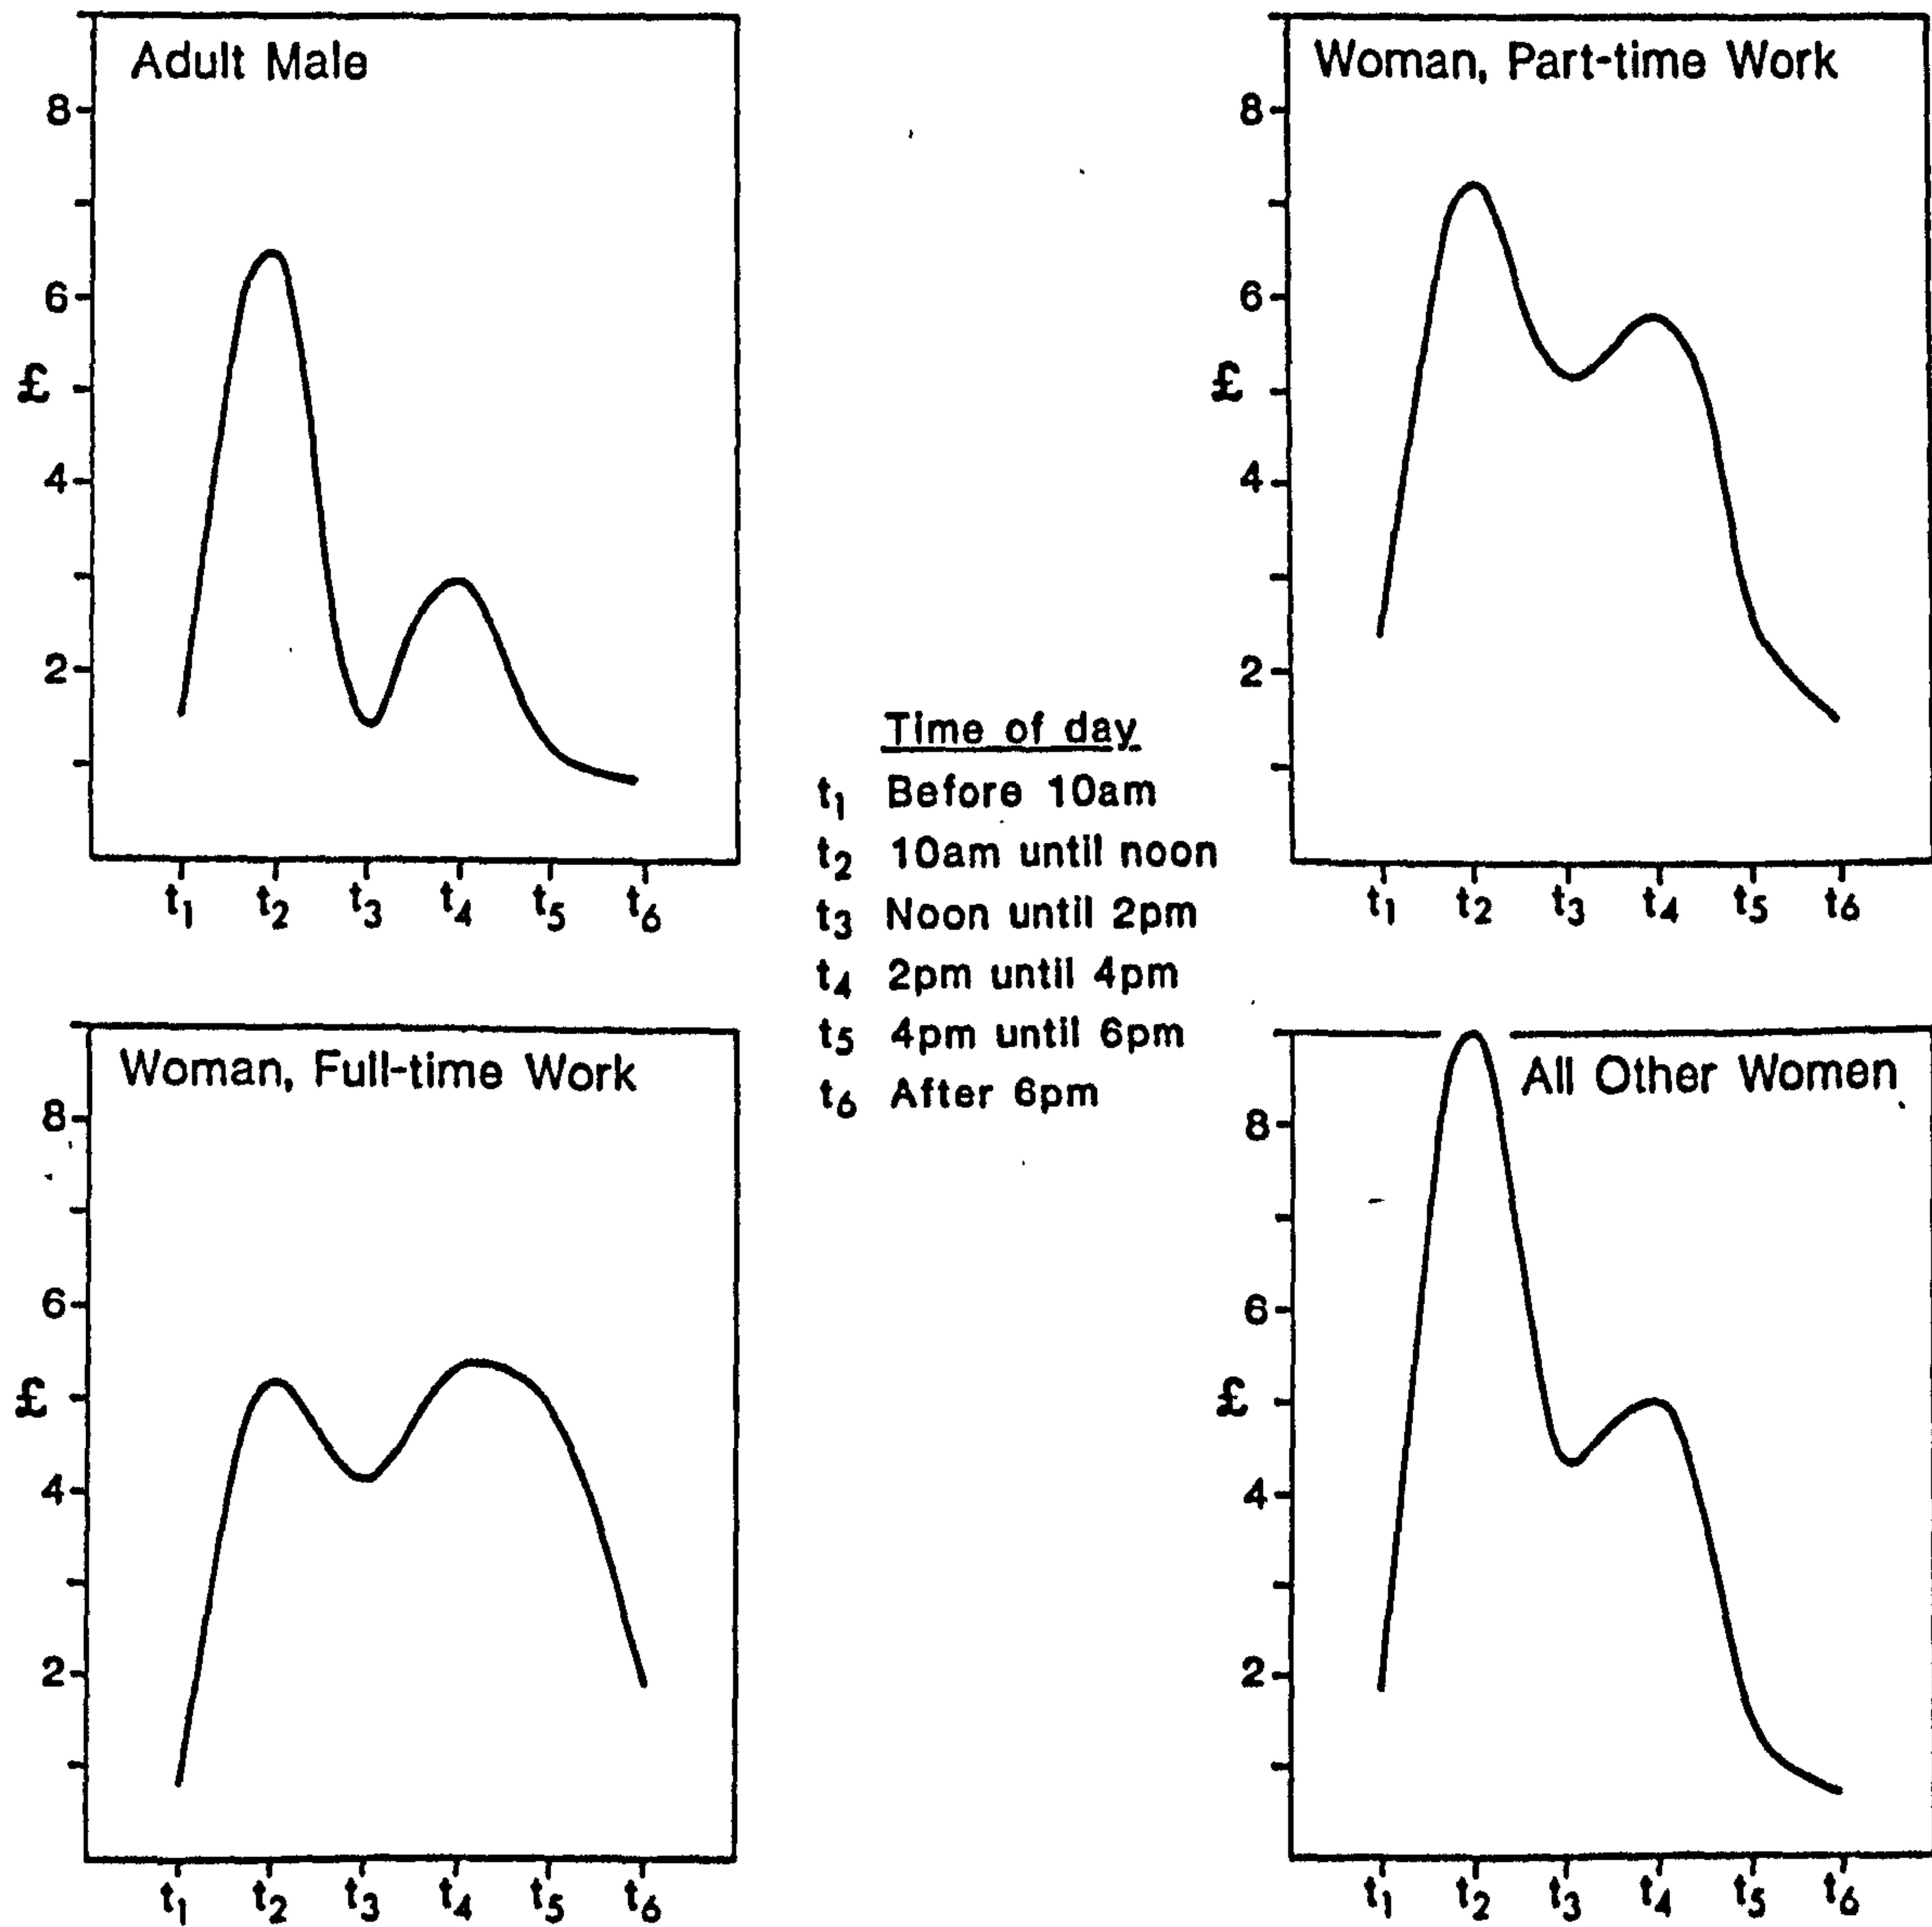 Adult Male
8
6
£
4
2
t₁ t₂ t₃ t₄ t₅ t₆
Woman, Part-time Work
8
6
£
4
2
t₁ t₂ t₃ t₄ t₅ t₆
Time of day
t₁ Before 10am
t₂ 10am until noon
t₃ Noon until 2pm
t₄ 2pm until 4pm
t₅ 4pm until 6pm
t₆ After 6pm
Woman, Full-time Work
8
6
£
4
2
t₁ t₂ t₃ t₄ t₅ t₆
All Other Women
8
6
£
4
2
t₁ t₂ t₃ t₄ t₅ t₆